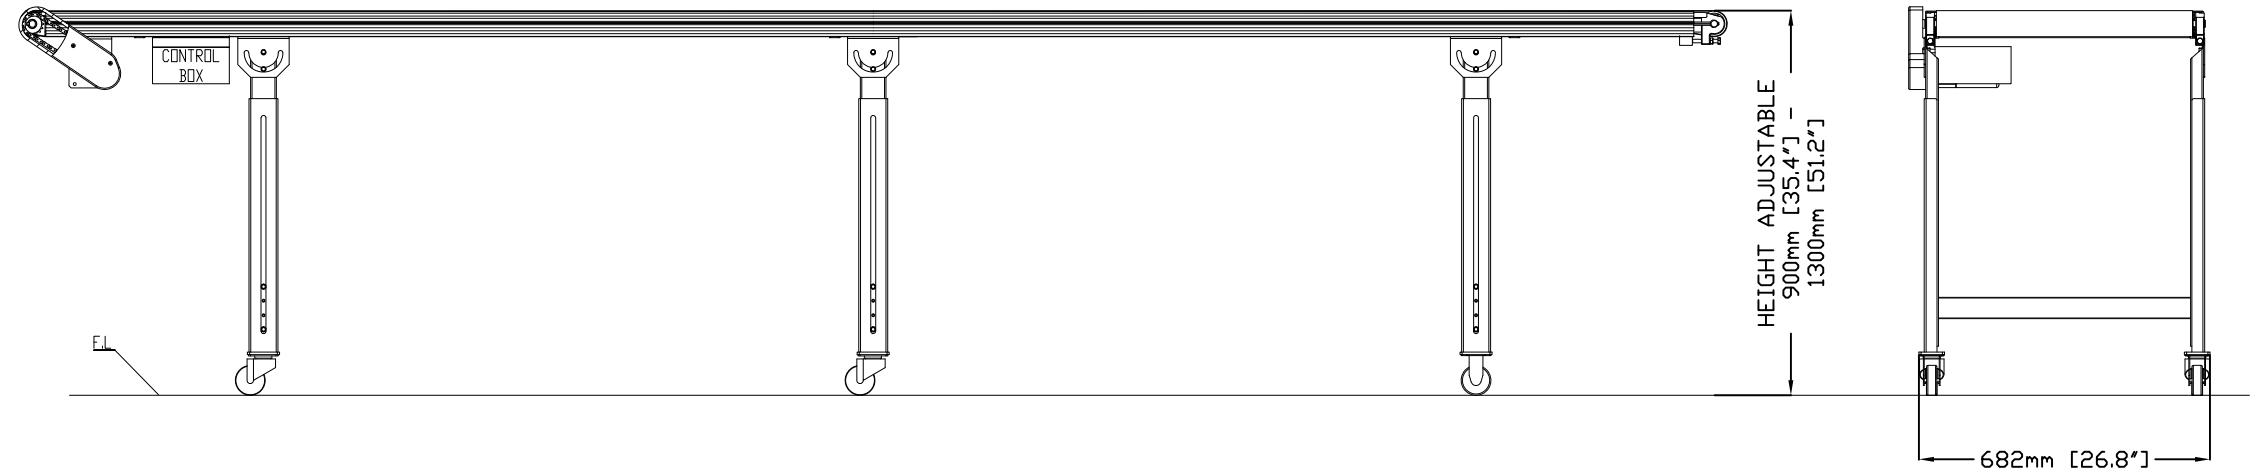 CONTROL
BOX
F.L
HEIGHT ADJUSTABLE
900mm [35.4"] -
1300mm [51.2"]
682mm [26.8"]